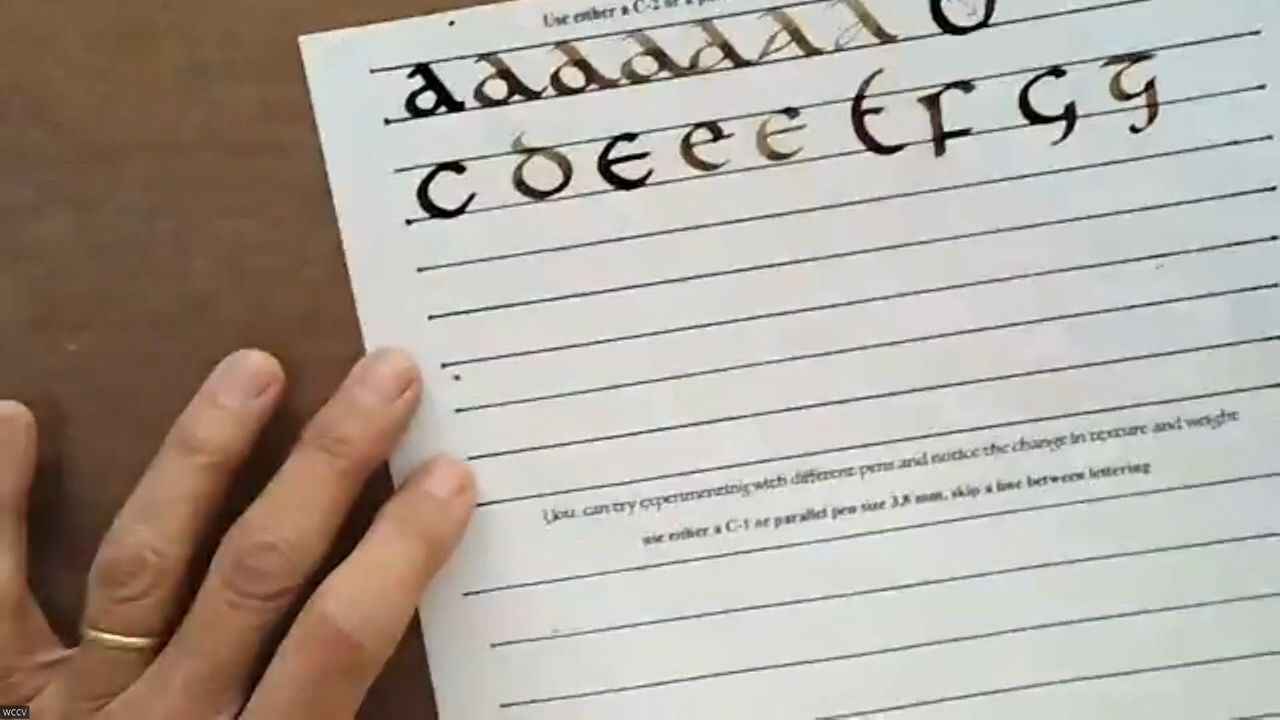 Use either a C-2 or a
a a a a a a a
c d e e e e f g g
You can try experimenting with different pens and notice the change in texture and weight
use either a C-1 or parallel pen size 3.8 mm, skip a line between lettering
wccv